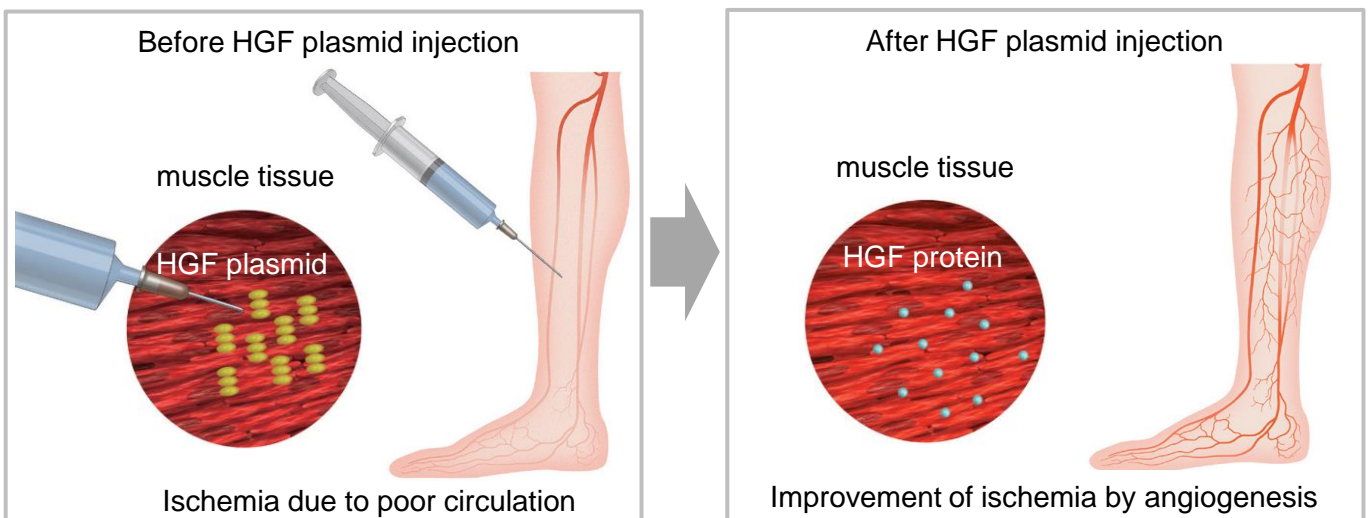 Before HGF plasmid injection
muscle tissue
HGF plasmid
Ischemia due to poor circulation
After HGF plasmid injection
muscle tissue
HGF protein
Improvement of ischemia by angiogenesis